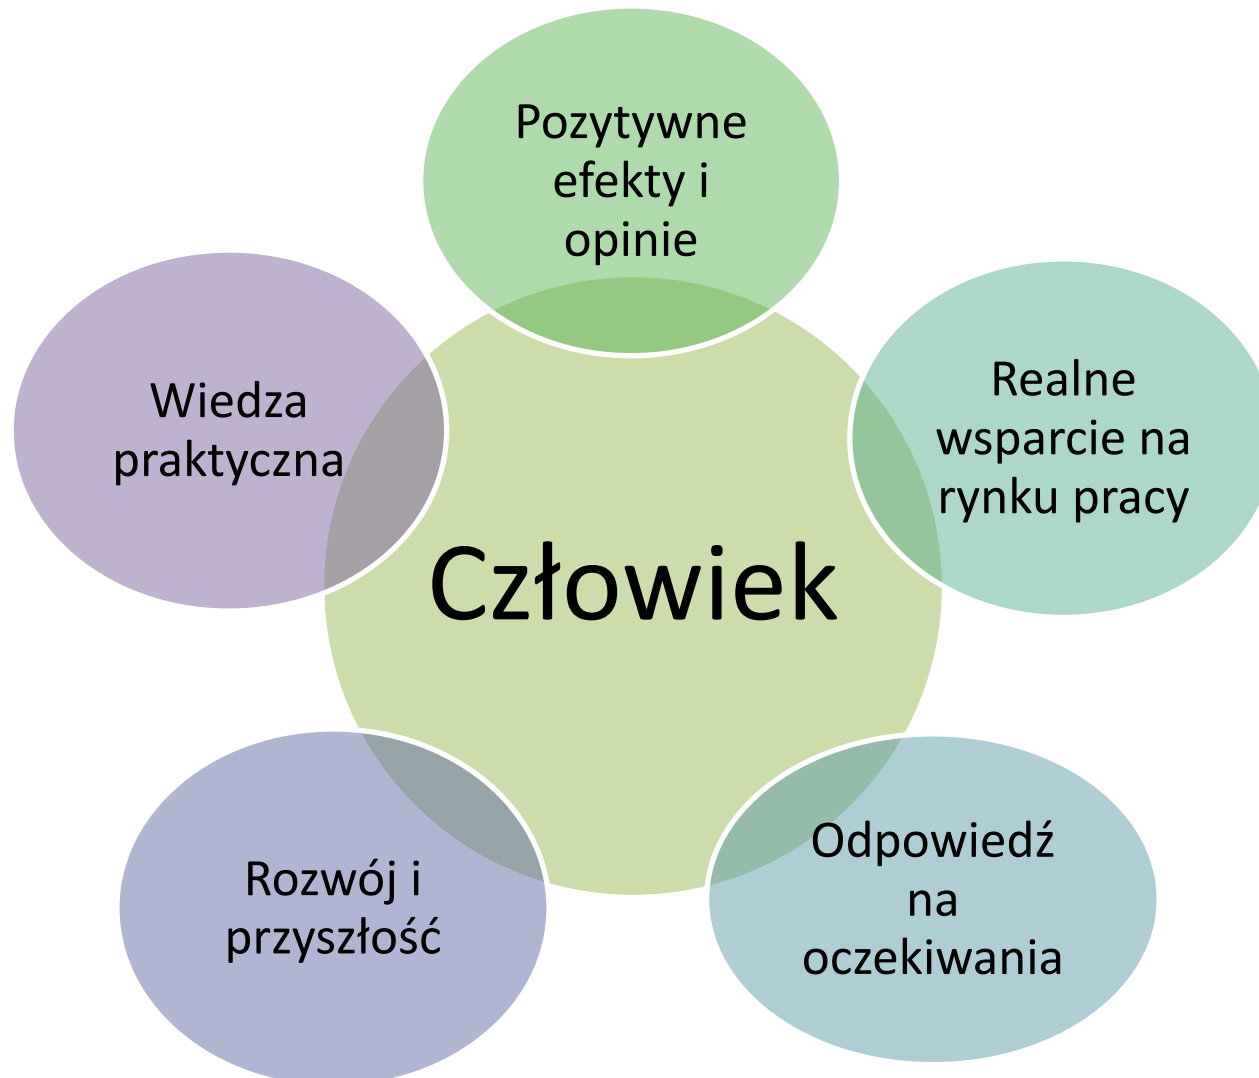 Pozytywne
efekty i
opinie
Realne
wsparcie na
rynku pracy
Wiedza
praktyczna
Człowiek
Odpowiedź
na
oczekiwania
Rozwój i
przyszłość